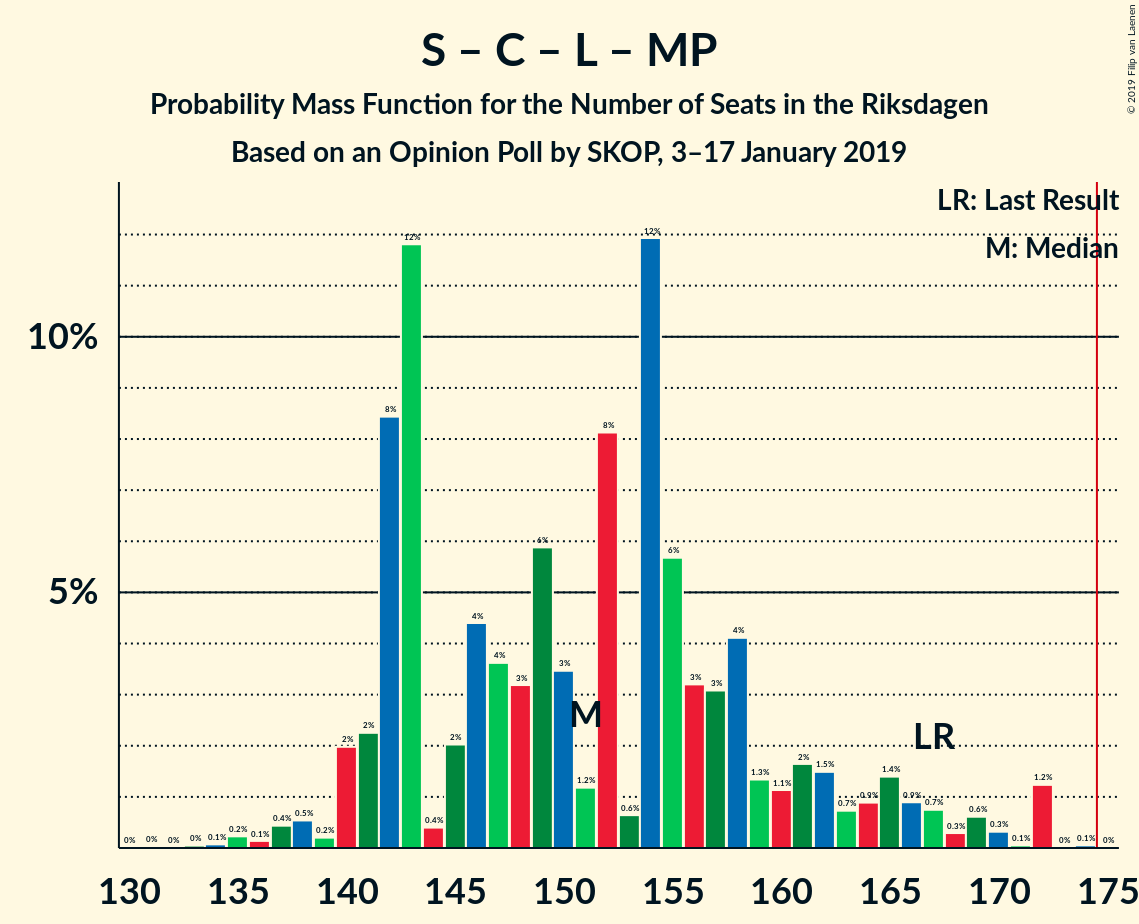 S – C – L – MP
Probability Mass Function for the Number of Seats in the Riksdagen
Based on an Opinion Poll by SKOP, 3–17 January 2019
© 2019 Filip van Laenen
LR: Last Result
M: Median
10%
5%
0% 0% 0% 0% 0.1% 0.2% 0.1% 0.4% 0.5% 0.2% 2% 2% 8% 12% 0.4% 2% 4% 4% 3% 6% 3% 1.2% 8% 0.6% 12% 6% 3% 3% 4% 1.3% 1.1% 2% 1.5% 0.7% 0.9% 1.4% 0.9% 0.7% 0.3% 0.6% 0.3% 0.1% 1.2% 0% 0.1% 0%
M
LR
130 135 140 145 150 155 160 165 170 175